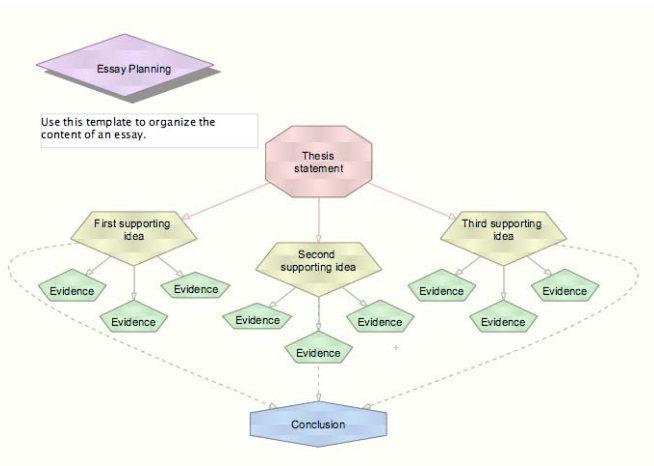 Essay Planning
Use this template to organize the
content of an essay.
Thesis
statement
First supporting
idea
Second
supporting idea
Third supporting
idea
Evidence
Evidence
Evidence
Evidence
Evidence
Evidence
Evidence
Evidence
Evidence
Conclusion